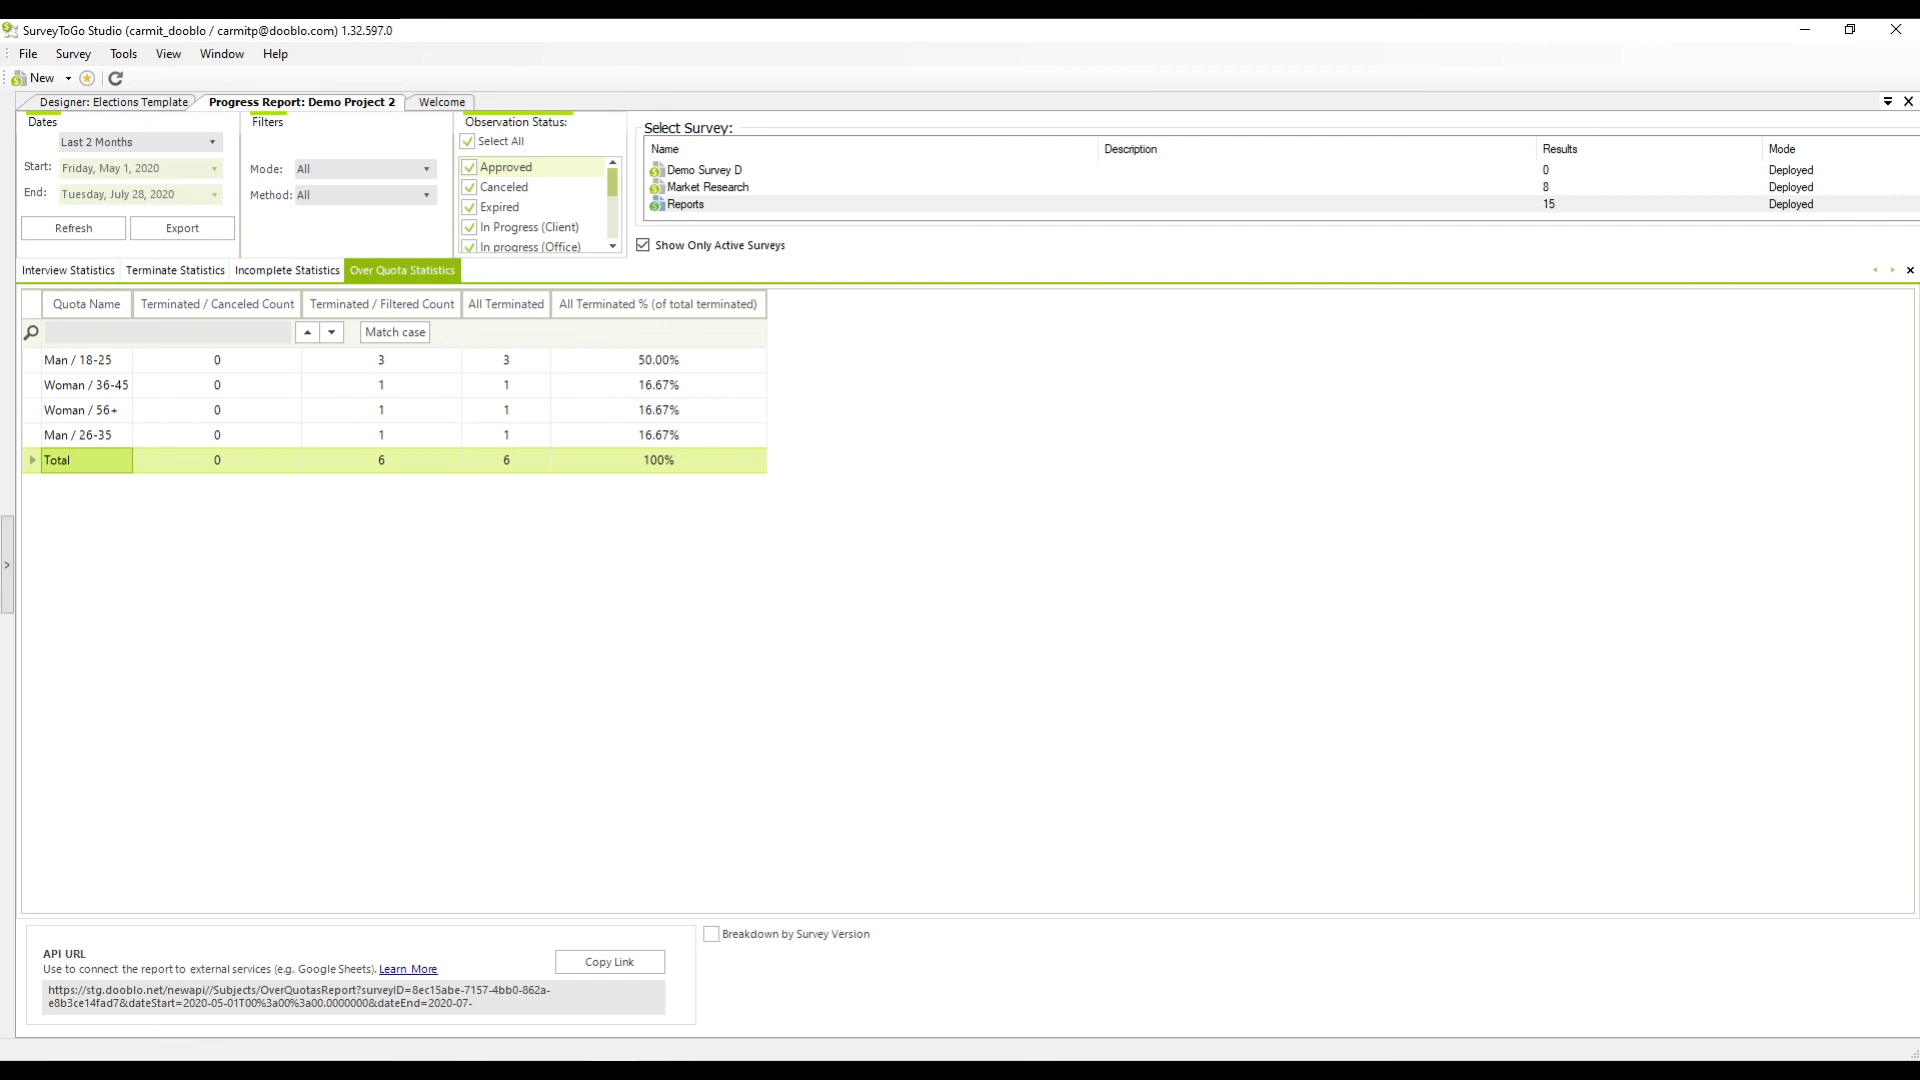 SurveyToGo Studio (carmit_dooblo / carmitp@dooblo.com) 1.32.597.0
File Survey Tools View Window Help
New
Designer: Elections Template Progress Report: Demo Project 2 Welcome
Dates
Last 2 Months
Start: Friday, May 1, 2020
End: Tuesday, July 28, 2020
Refresh Export
Filters
Mode: All
Method: All
Observation Status:
Select All
Approved
Canceled
Expired
In Progress (Client)
In progress (Office)
Select Survey:
Name Description Results Mode
Demo Survey D 0 Deployed
Market Research 8 Deployed
Reports 15 Deployed
Show Only Active Surveys
Interview Statistics Terminate Statistics Incomplete Statistics Over Quota Statistics
Quota Name Terminated / Canceled Count Terminated / Filtered Count All Terminated All Terminated % (of total terminated)
Match case
Man / 18-25 0 3 3 50.00%
Woman / 36-45 0 1 1 16.67%
Woman / 56+ 0 1 1 16.67%
Man / 26-35 0 1 1 16.67%
Total 0 6 6 100%
API URL
Use to connect the report to external services (e.g. Google Sheets). Learn More
Copy Link
https://stg.dooblo.net/newapi//Subjects/OverQuotasReport?surveyID=8ec15abe-7157-4bb0-862a-
e8b3ce14fad7&dateStart=2020-05-01T00%3a00%3a00.0000000&dateEnd=2020-07-
Breakdown by Survey Version